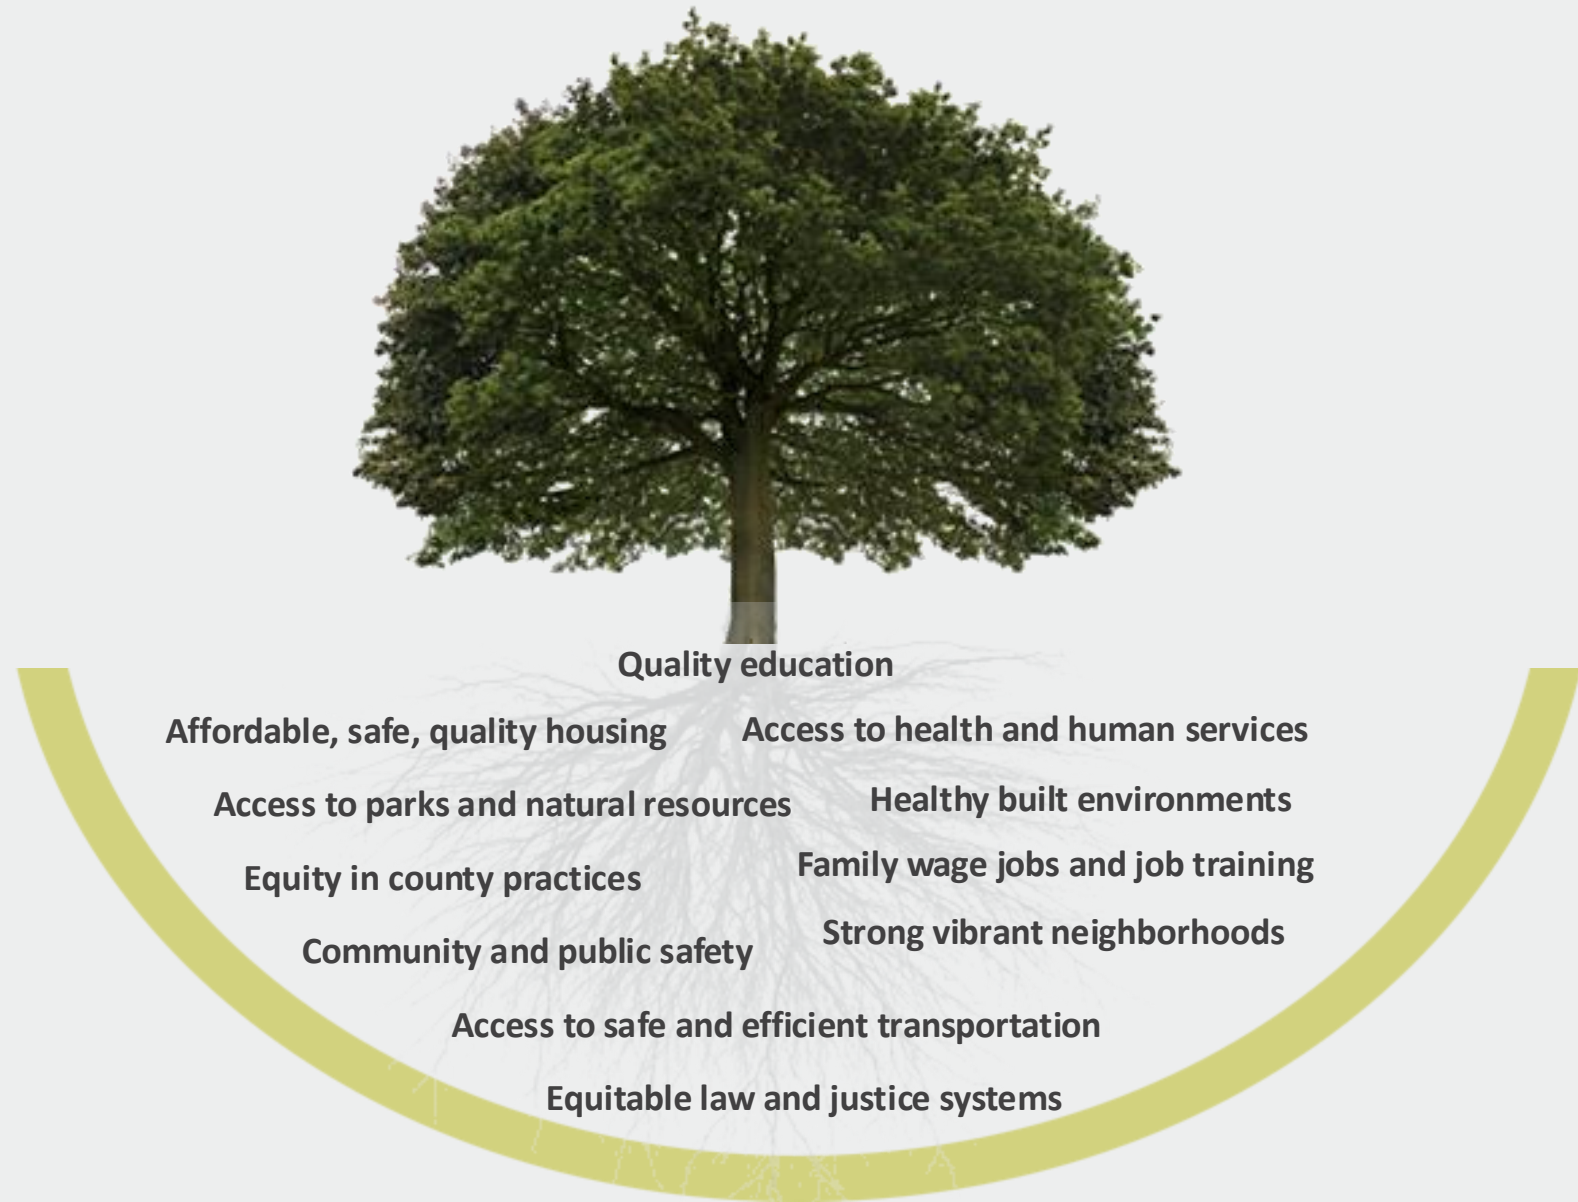 Quality education
Affordable, safe, quality housing
Access to health and human services
Access to parks and natural resources
Healthy built environments
Equity in county practices
Family wage jobs and job training
Community and public safety
Strong vibrant neighborhoods
Access to safe and efficient transportation
Equitable law and justice systems